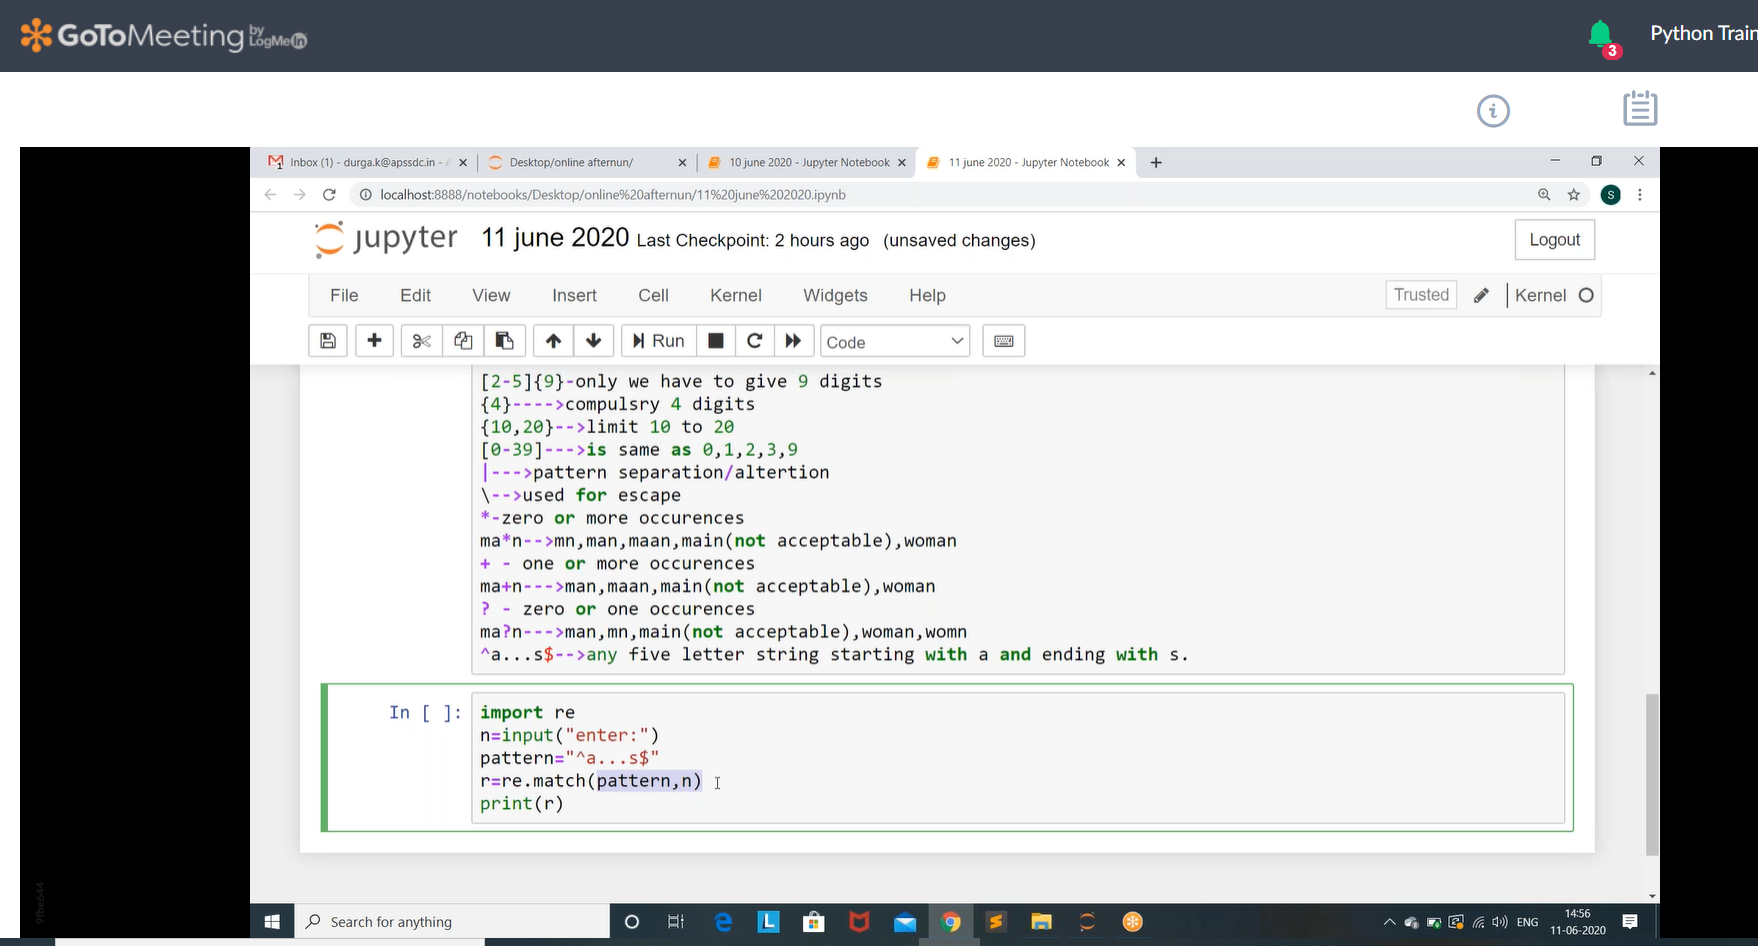 GoToMeeting by LogMeIn
3
Python Train
Inbox (1) - durga.k@apssdc.in -
Desktop/online afternun/
10 june 2020 - Jupyter Notebook
11 june 2020 - Jupyter Notebook
localhost:8888/notebooks/Desktop/online%20afternun/11%20june%202020.ipynb
S
jupyter 11 june 2020 Last Checkpoint: 2 hours ago (unsaved changes)
Logout
File Edit View Insert Cell Kernel Widgets Help
Trusted
Kernel
Run
Code
[2-5]{9}-only we have to give 9 digits
{4}---->compulsry 4 digits
{10,20}-->limit 10 to 20
[0-39]--->is same as 0,1,2,3,9
|--->pattern separation/altertion
\-->used for escape
*-zero or more occurences
ma*n-->mn,man,maan,main(not acceptable),woman
+ - one or more occurences
ma+n--->man,maan,main(not acceptable),woman
? - zero or one occurences
ma?n--->man,mn,main(not acceptable),woman,womn
^a...s$-->any five letter string starting with a and ending with s.
In [ ]:
import re
n=input("enter:")
pattern="^a...s$"
r=re.match(pattern,n)
print(r)
9fbe644
Search for anything
ENG
14:56
11-06-2020